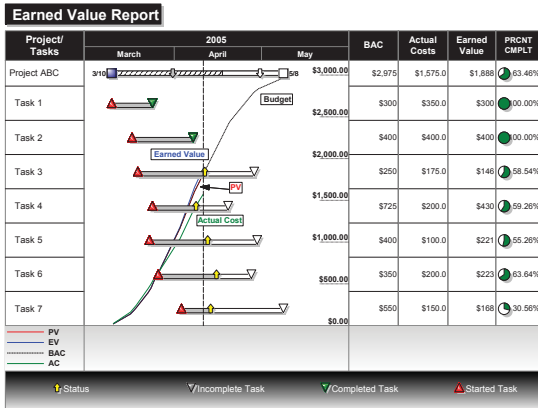 Earned Value Report
Project/ Tasks 2005 BAC Actual Costs Earned Value PRCNT CMPLT
March April May
Project ABC 3/10 5/8 $3,000.00 $2,975 $1,575.0 $1,888 63.46%
Budget
Task 1 $300 $350.0 $300 00.00%
$2,500.00
Task 2 $400 $400.0 $400 00.00%
Earned Value $2,000.00
Task 3 $250 $175.0 $146 58.54%
PV
$1,500.00
Task 4 $725 $200.0 $430 59.26%
Actual Cost
Task 5 $1,000.00 $400 $100.0 $221 55.26%
Task 6 $350 $200.0 $223 63.64%
$500.00
Task 7 $550 $150.0 $168 30.56%
$0.00
PV
EV
BAC
AC
Status Incomplete Task Completed Task Started Task